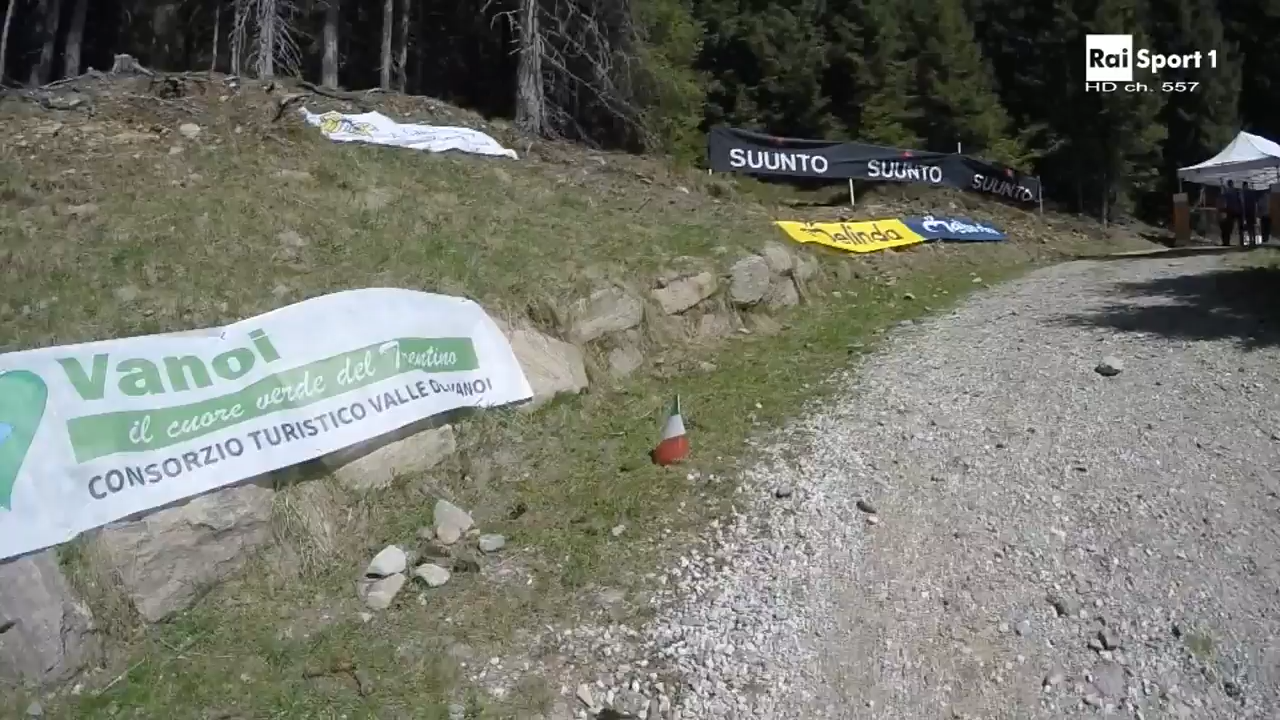 Rai Sport 1
HD ch. 557
SUUNTO SUUNTO SUUNTO
Melinda
Vanoi
il cuore verde del Trentino
CONSORZIO TURISTICO VALLE DEL VANOI